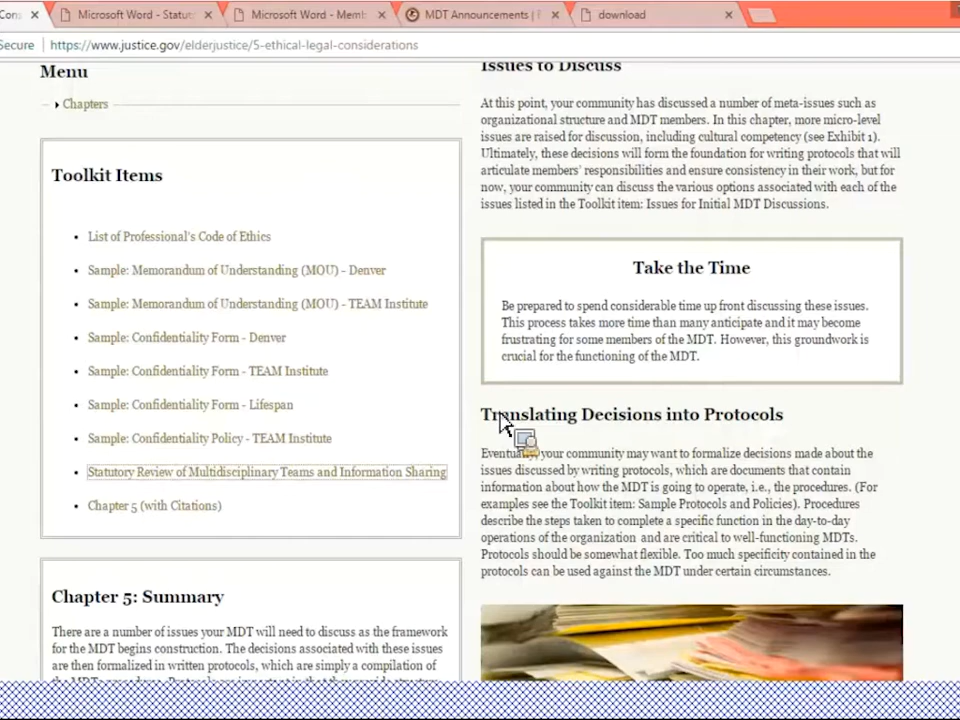 Con
Microsoft Word - Statut
Microsoft Word - Memb
MDT Announcements |
download
Secure
https://www.justice.gov/elderjustice/5-ethical-legal-considerations
Menu
Chapters
Toolkit Items
List of Professional's Code of Ethics
Sample: Memorandum of Understanding (MOU) - Denver
Sample: Memorandum of Understanding (MOU) - TEAM Institute
Sample: Confidentiality Form - Denver
Sample: Confidentiality Form - TEAM Institute
Sample: Confidentiality Form - Lifespan
Sample: Confidentiality Policy - TEAM Institute
Statutory Review of Multidisciplinary Teams and Information Sharing
Chapter 5 (with Citations)
Chapter 5: Summary
There are a number of issues your MDT will need to discuss as the framework
for the MDT begins construction. The decisions associated with these issues
are then formalized in written protocols, which are simply a compilation of
Issues to Discuss
At this point, your community has discussed a number of meta-issues such as
organizational structure and MDT members. In this chapter, more micro-level
issues are raised for discussion, including cultural competency (see Exhibit 1).
Ultimately, these decisions will form the foundation for writing protocols that will
articulate members' responsibilities and ensure consistency in their work, but for
now, your community can discuss the various options associated with each of the
issues listed in the Toolkit item: Issues for Initial MDT Discussions.
Take the Time
Be prepared to spend considerable time up front discussing these issues.
This process takes more time than many anticipate and it may become
frustrating for some members of the MDT. However, this groundwork is
crucial for the functioning of the MDT.
Translating Decisions into Protocols
Eventually, your community may want to formalize decisions made about the
issues discussed by writing protocols, which are documents that contain
information about how the MDT is going to operate, i.e., the procedures. (For
examples see the Toolkit item: Sample Protocols and Policies). Procedures
describe the steps taken to complete a specific function in the day-to-day
operations of the organization and are critical to well-functioning MDTs.
Protocols should be somewhat flexible. Too much specificity contained in the
protocols can be used against the MDT under certain circumstances.